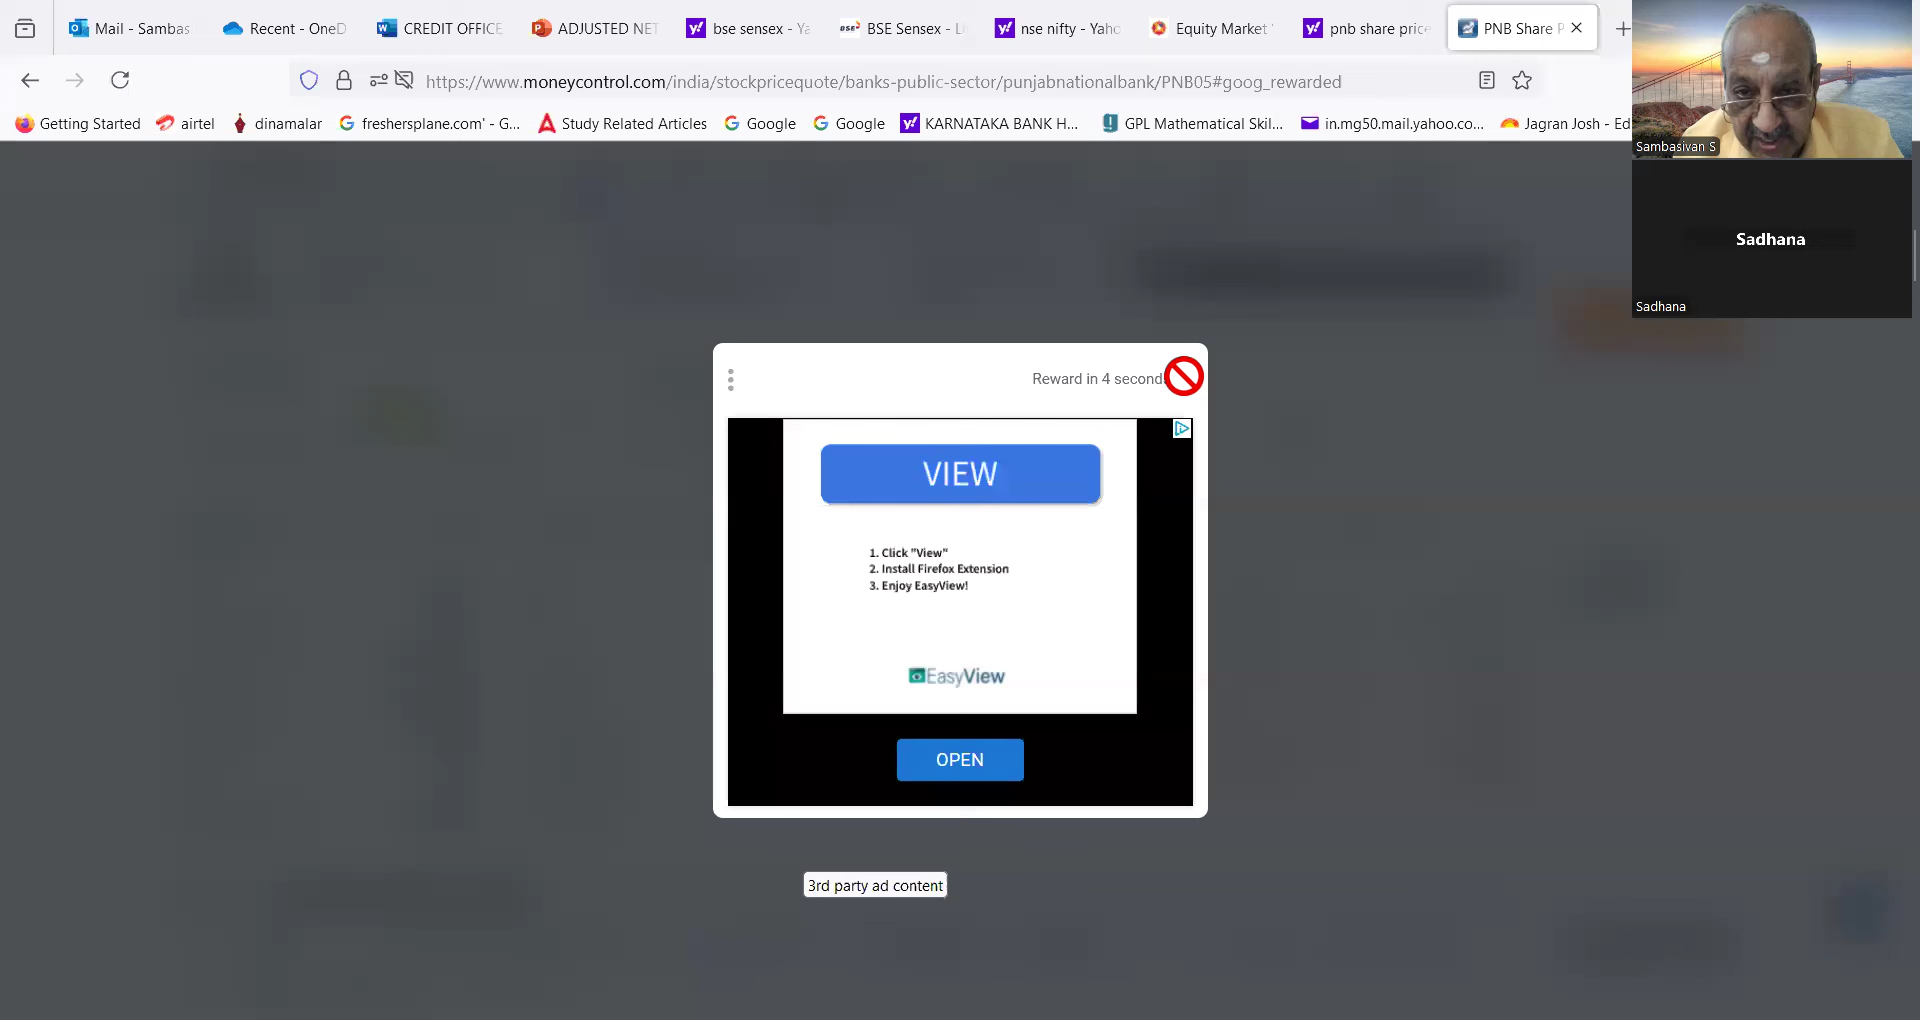 Mail - Sambas
Recent - OneD
CREDIT OFFICE
ADJUSTED NET
bse sensex - Ya
BSE Sensex - Li
nse nifty - Yaho
Equity Market
pnb share price
PNB Share P
https://www.moneycontrol.com/india/stockpricequote/banks-public-sector/punjabnationalbank/PNB05#goog_rewarded
Getting Started
airtel
dinamalar
freshersplane.com' - G...
Study Related Articles
Google
Google
KARNATAKA BANK H...
GPL Mathematical Skil...
in.mg50.mail.yahoo.co...
Jagran Josh - Ed
Sambasivan S
Sadhana
Sadhana
Reward in 4 second
VIEW
1. Click "View"
2. Install Firefox Extension
3. Enjoy EasyView!
EasyView
OPEN
3rd party ad content